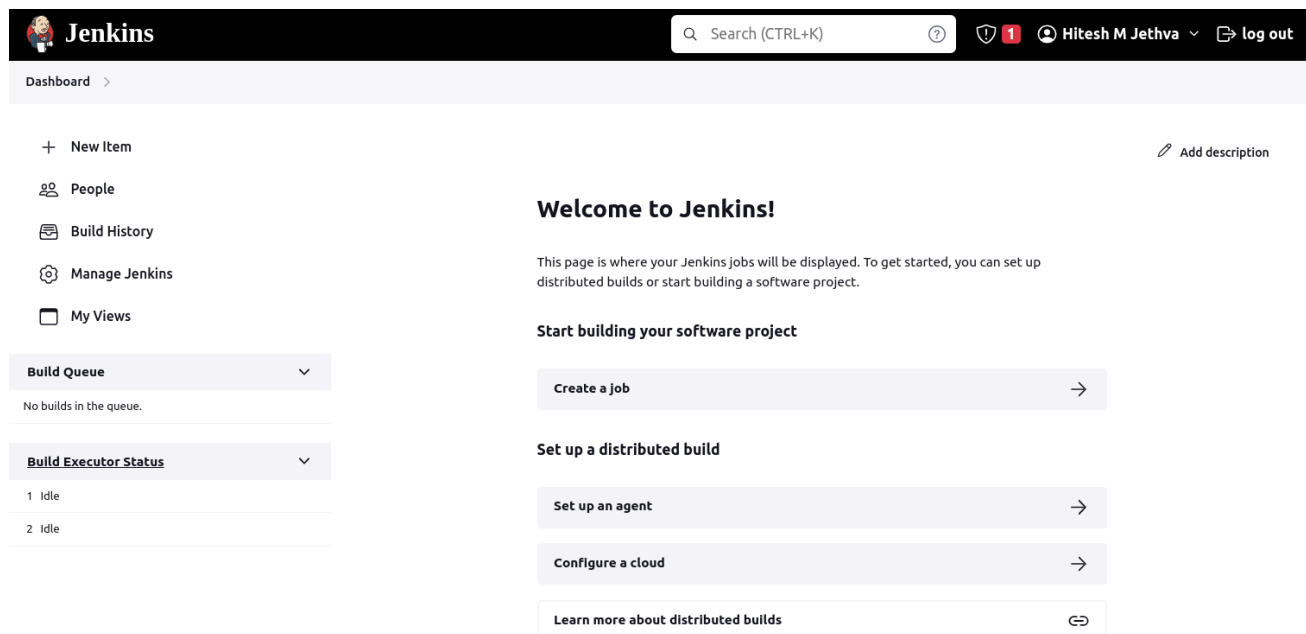 Jenkins
Search (CTRL+K)
1
Hitesh M Jethva
log out
Dashboard
New Item
People
Build History
Manage Jenkins
My Views
Build Queue
No builds in the queue.
Build Executor Status
1 Idle
2 Idle
Add description
Welcome to Jenkins!
This page is where your Jenkins jobs will be displayed. To get started, you can set up
distributed builds or start building a software project.
Start building your software project
Create a job
Set up a distributed build
Set up an agent
Configure a cloud
Learn more about distributed builds